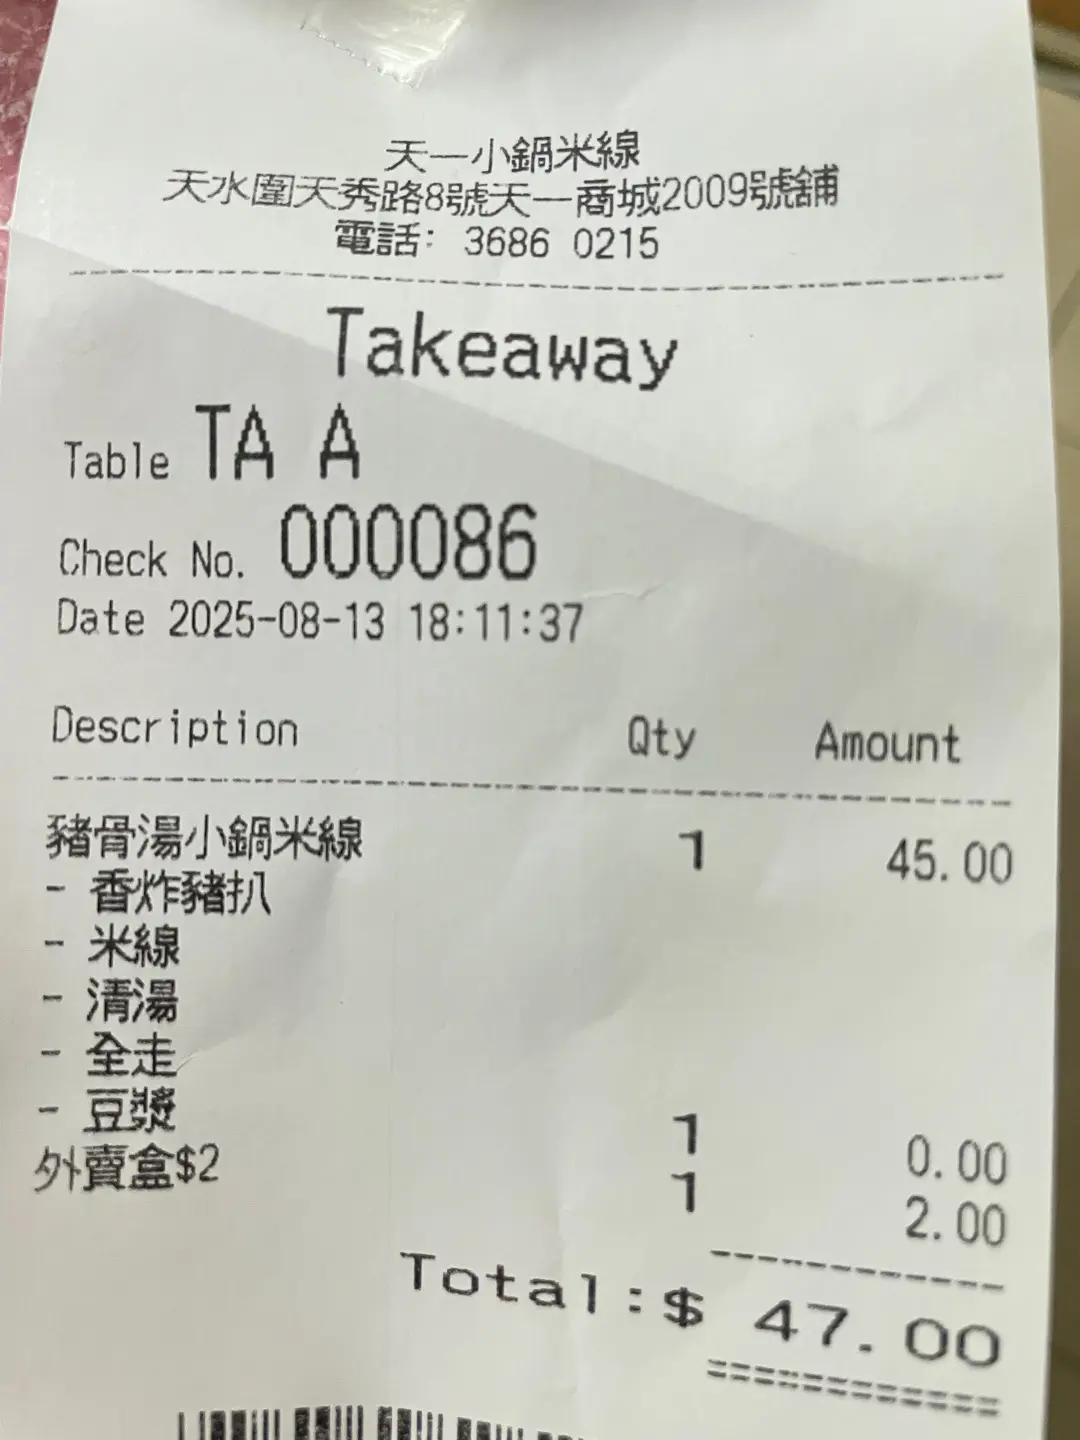 天一小鍋米線
天水圍天秀路8號天一商城2009號舖
電話: 3686 0215
Takeaway
Table TA A
Check No. 000086
Date 2025-08-13 18:11:37
Description Qty Amount
豬骨湯小鍋米線 1 45.00
- 香炸豬扒
- 米線
- 清湯
- 全走
- 豆漿 1 0.00
外賣盒$2 1 2.00
Total:$ 47.00